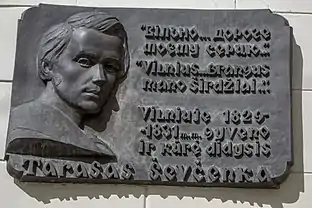 "Вільно... дороге
моєму серцю..."
"Vilnius... brangus
mano širdžiai..."
Vilniuje 1829-
-1831 m. m. gyveno
ir kūrė didysis
Tarasas Ševčenka